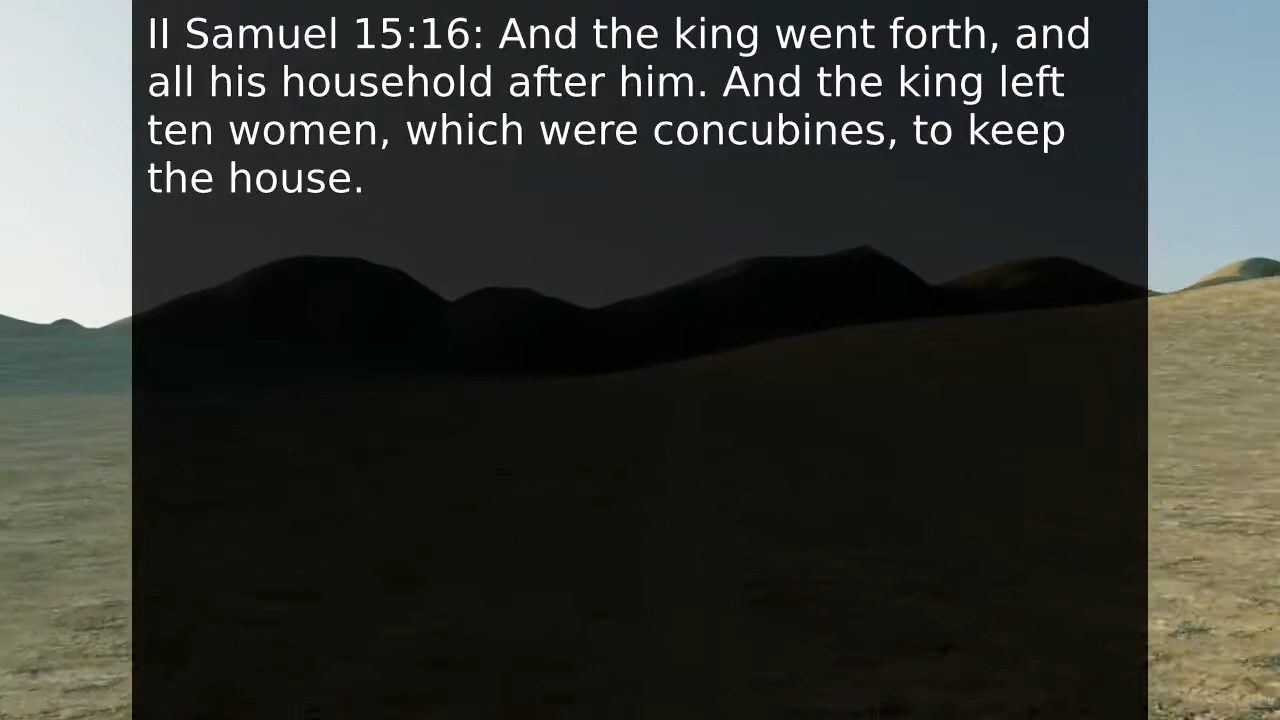 II Samuel 15:16: And the king went forth, and
all his household after him. And the king left
ten women, which were concubines, to keep
the house.